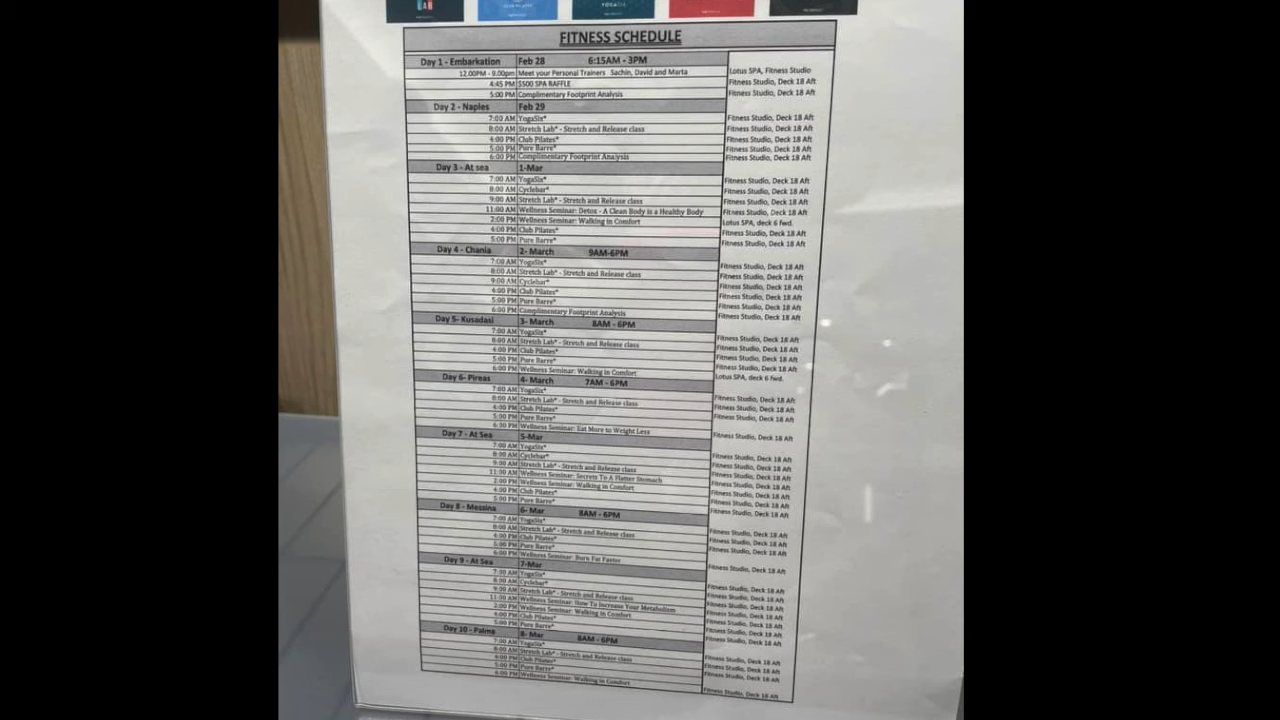 FITNESS SCHEDULE
Day 1 - Embarkation Feb 28 6:15AM - 3PM
12.00PM - 9.00pm Meet your Personal Trainers Sachin, David and Marta Lotus SPA, Fitness Studio
4:45 PM $500 SPA RAFFLE Fitness Studio, Deck 18 Aft
5:00 PM Complimentary Footprint Analysis Fitness Studio, Deck 18 Aft
Day 2 - Naples Feb 29
7:00 AM YogaSix* Fitness Studio, Deck 18 Aft
8:00 AM Stretch Lab* - Stretch and Release class Fitness Studio, Deck 18 Aft
4:00 PM Club Pilates* Fitness Studio, Deck 18 Aft
5:00 PM Pure Barre* Fitness Studio, Deck 18 Aft
6:00 PM Complimentary Footprint Analysis Fitness Studio, Deck 18 Aft
Day 3 - At sea 1-Mar
7:00 AM YogaSix* Fitness Studio, Deck 18 Aft
8:00 AM Cyclebar* Fitness Studio, Deck 18 Aft
9:00 AM Stretch Lab* - Stretch and Release class Fitness Studio, Deck 18 Aft
11:00 AM Wellness Seminar: Detox - A Clean Body is a Healthy Body Fitness Studio, Deck 18 Aft
2:00 PM Wellness Seminar: Walking in Comfort Lotus SPA, deck 6 fwd.
4:00 PM Club Pilates* Fitness Studio, Deck 18 Aft
5:00 PM Pure Barre* Fitness Studio, Deck 18 Aft
Day 4 - Chania 2- March 9AM-6PM
7:00 AM YogaSix* Fitness Studio, Deck 18 Aft
8:00 AM Stretch Lab* - Stretch and Release class Fitness Studio, Deck 18 Aft
9:00 AM Cyclebar* Fitness Studio, Deck 18 Aft
4:00 PM Club Pilates* Fitness Studio, Deck 18 Aft
5:00 PM Pure Barre* Fitness Studio, Deck 18 Aft
6:00 PM Complimentary Footprint Analysis Fitness Studio, Deck 18 Aft
Day 5- Kusadasi 3- March 8AM - 6PM
7:00 AM YogaSix* Fitness Studio, Deck 18 Aft
8:00 AM Stretch Lab* - Stretch and Release class Fitness Studio, Deck 18 Aft
4:00 PM Club Pilates* Fitness Studio, Deck 18 Aft
5:00 PM Pure Barre* Fitness Studio, Deck 18 Aft
6:00 PM Wellness Seminar: Walking in Comfort Lotus SPA, deck 6 fwd.
Day 6- Pireas 4- March 7AM - 6PM
7:00 AM YogaSix* Fitness Studio, Deck 18 Aft
8:00 AM Stretch Lab* - Stretch and Release class Fitness Studio, Deck 18 Aft
4:00 PM Club Pilates* Fitness Studio, Deck 18 Aft
5:00 PM Pure Barre*
6:30 PM Wellness Seminar: Eat More to Weight Less Fitness Studio, Deck 18 Aft
Day 7 - At Sea 5-Mar
7:00 AM YogaSix* Fitness Studio, Deck 18 Aft
8:00 AM Cyclebar* Fitness Studio, Deck 18 Aft
9:00 AM Stretch Lab* - Stretch and Release class Fitness Studio, Deck 18 Aft
11:00 AM Wellness Seminar: Secrets To A Flatter Stomach Fitness Studio, Deck 18 Aft
2:00 PM Wellness Seminar: Walking in Comfort Fitness Studio, Deck 18 Aft
4:00 PM Club Pilates* Fitness Studio, Deck 18 Aft
5:00 PM Pure Barre* Fitness Studio, Deck 18 Aft
Day 8 - Messina 6- Mar 8AM - 6PM
7:00 AM YogaSix* Fitness Studio, Deck 18 Aft
8:00 AM Stretch Lab* - Stretch and Release class Fitness Studio, Deck 18 Aft
4:00 PM Club Pilates* Fitness Studio, Deck 18 Aft
5:00 PM Pure Barre*
6:00 PM Wellness Seminar: Burn Fat Faster Fitness Studio, Deck 18 Aft
Day 9 - At Sea 7-Mar
7:00 AM YogaSix* Fitness Studio, Deck 18 Aft
8:00 AM Cyclebar* Fitness Studio, Deck 18 Aft
9:00 AM Stretch Lab* - Stretch and Release class Fitness Studio, Deck 18 Aft
11:00 AM Wellness Seminar: How To Increase Your Metabolism Fitness Studio, Deck 18 Aft
2:00 PM Wellness Seminar: Walking in Comfort Fitness Studio, Deck 18 Aft
4:00 PM Club Pilates* Fitness Studio, Deck 18 Aft
5:00 PM Pure Barre* Fitness Studio, Deck 18 Aft
Day 10 - Palma 8- Mar 8AM - 6PM
7:00 AM YogaSix* Fitness Studio, Deck 18 Aft
8:00 AM Stretch Lab* - Stretch and Release class Fitness Studio, Deck 18 Aft
4:00 PM Club Pilates* Fitness Studio, Deck 18 Aft
5:00 PM Pure Barre*
6:00 PM Wellness Seminar: Walking in Comfort Fitness Studio, Deck 18 Aft